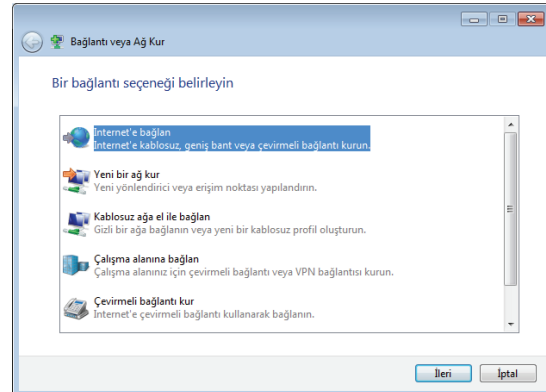 Bağlantı veya Ağ Kur
Bir bağlantı seçeneği belirleyin
İnternet'e bağlan
İnternet'e kablosuz, geniş bant veya çevirmeli bağlantı kurun.
Yeni bir ağ kur
Yeni yönlendirici veya erişim noktası yapılandırın.
Kablosuz ağa el ile bağlan
Gizli bir ağa bağlanın veya yeni bir kablosuz profil oluşturun.
Çalışma alanına bağlan
Çalışma alanınız için çevirmeli bağlantı veya VPN bağlantısı kurun.
Çevirmeli bağlantı kur
İnternet'e çevirmeli bağlantı kullanarak bağlanın.
İleri
İptal